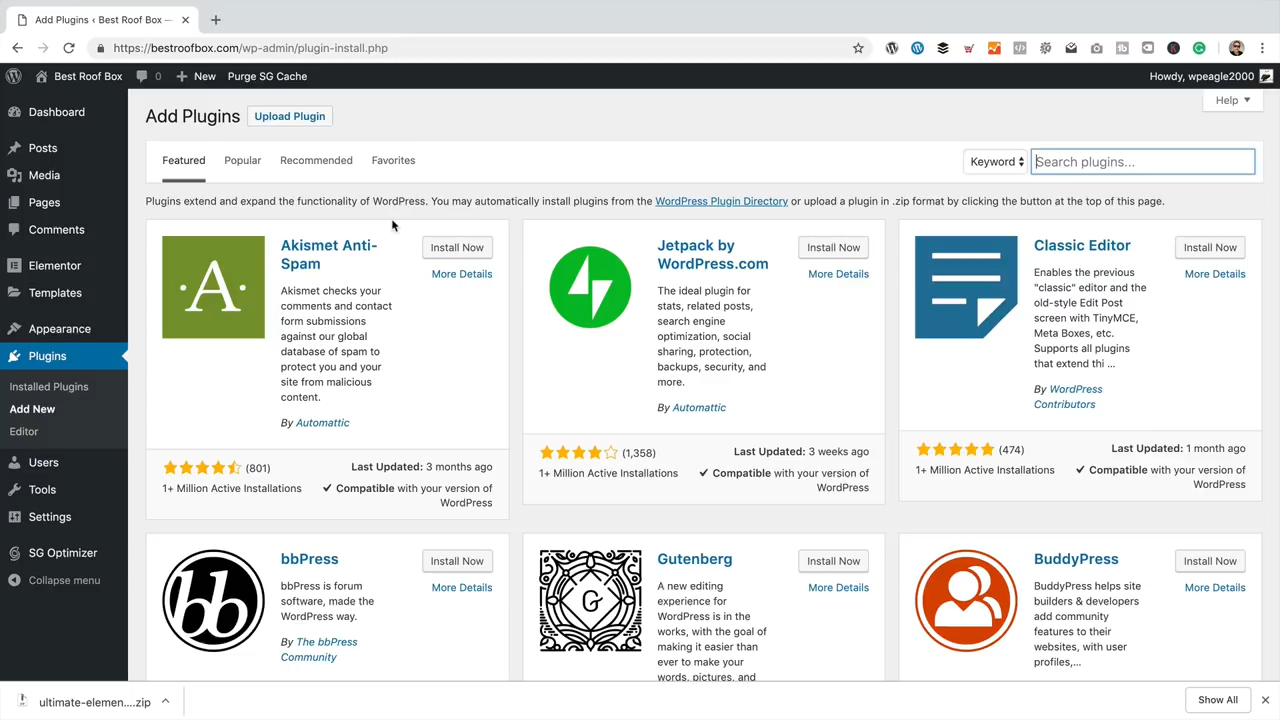 Add Plugins ‹ Best Roof Box —
https://bestroofbox.com/wp-admin/plugin-install.php
Best Roof Box
0
New
Purge SG Cache
Howdy, wpeagle2000
Dashboard
Posts
Media
Pages
Comments
Elementor
Templates
Appearance
Plugins
Installed Plugins
Add New
Editor
Users
Tools
Settings
SG Optimizer
Collapse menu
Add Plugins
Upload Plugin
Help
Featured
Popular
Recommended
Favorites
Keyword
Search plugins...
Plugins extend and expand the functionality of WordPress. You may automatically install plugins from the WordPress Plugin Directory or upload a plugin in .zip format by clicking the button at the top of this page.
Akismet Anti-
Spam
Install Now
More Details
Akismet checks your
comments and contact
form submissions
against our global
database of spam to
protect you and your
site from malicious
content.
By Automattic
(801)
1+ Million Active Installations
Last Updated: 3 months ago
Compatible with your version of
WordPress
Jetpack by
WordPress.com
Install Now
More Details
The ideal plugin for
stats, related posts,
search engine
optimization, social
sharing, protection,
backups, security, and
more.
By Automattic
(1,358)
1+ Million Active Installations
Last Updated: 3 weeks ago
Compatible with your version of
WordPress
Classic Editor
Install Now
More Details
Enables the previous
"classic" editor and the
old-style Edit Post
screen with TinyMCE,
Meta Boxes, etc.
Supports all plugins
that extend thi ...
By WordPress
Contributors
(474)
1+ Million Active Installations
Last Updated: 1 month ago
Compatible with your version of
WordPress
bbPress
Install Now
More Details
bbPress is forum
software, made the
WordPress way.
By The bbPress
Community
Gutenberg
Install Now
More Details
A new editing
experience for
WordPress is in the
works, with the goal of
making it easier than
ever to make your
words, pictures, and
BuddyPress
Install Now
More Details
BuddyPress helps site
builders & developers
add community
features to their
websites, with user
profiles,...
ultimate-elemen....zip
Show All